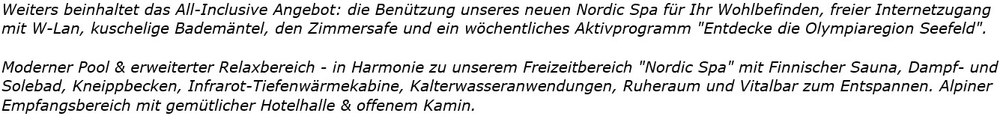 Weiters beinhaltet das All-Inclusive Angebot: die Benützung unseres neuen Nordic Spa für Ihr Wohlbefinden, freier Internetzugang
mit W-Lan, kuschelige Bademäntel, den Zimmersafe und ein wöchentliches Aktivprogramm "Entdecke die Olympiaregion Seefeld".
Moderner Pool & erweiterter Relaxbereich - in Harmonie zu unserem Freizeitbereich "Nordic Spa" mit Finnischer Sauna, Dampf- und
Solebad, Kneippbecken, Infrarot-Tiefenwärmekabine, Kalterwasseranwendungen, Ruheraum und Vitalbar zum Entspannen. Alpiner
Empfangsbereich mit gemütlicher Hotelhalle & offenem Kamin.